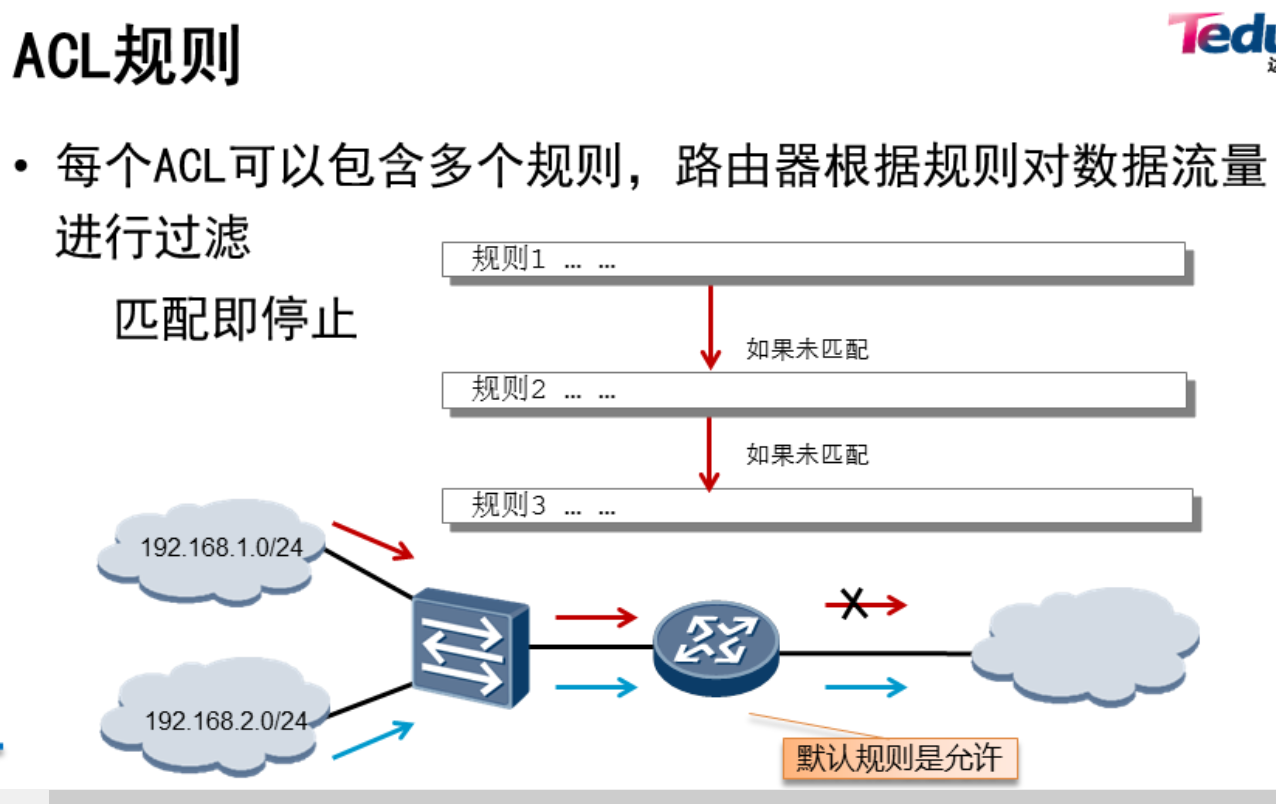 ACL规则
Tedu
• 每个ACL可以包含多个规则，路由器根据规则对数据流量
进行过滤
匹配即停止
规则1 … …
如果未匹配
规则2 … …
如果未匹配
规则3 … …
192.168.1.0/24
192.168.2.0/24
默认规则是允许